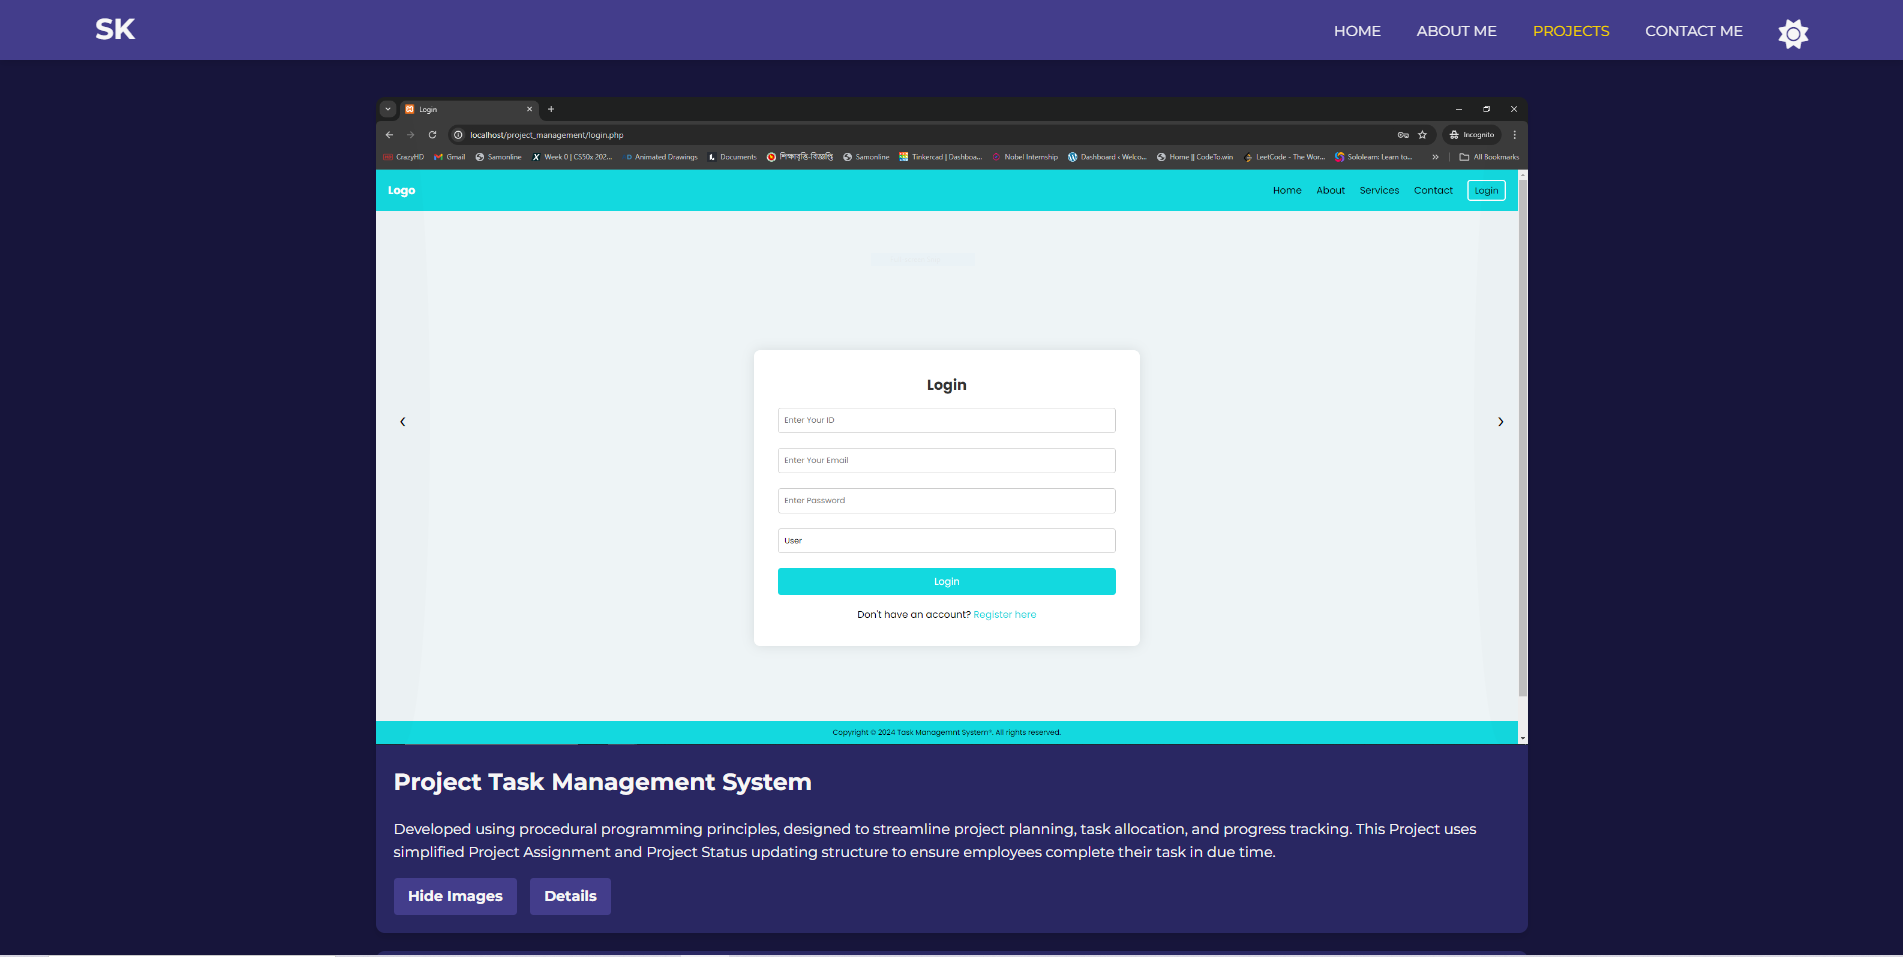 SK
HOME ABOUT ME PROJECTS CONTACT ME
Login
localhost/project_management/login.php
Incognito
CrazyHD Gmail Samonline Week 0 | CS50x 202... Animated Drawings Documents শিক্ষাবৃত্তি-বিজ্ঞপ্তি Samonline Tinkercad | Dashboa... Nobel Internship Dashboard ‹ Welco... Home || CodeTo.win LeetCode - The Wor... Sololearn: Learn to... » All Bookmarks
Logo
Home About Services Contact Login
Login
Enter Your ID
Enter Your Email
Enter Password
User
Login
Don't have an account? Register here
Copyright © 2024 Task Managemnt System®. All rights reserved.
Project Task Management System
Developed using procedural programming principles, designed to streamline project planning, task allocation, and progress tracking. This Project uses
simplified Project Assignment and Project Status updating structure to ensure employees complete their task in due time.
Hide Images Details